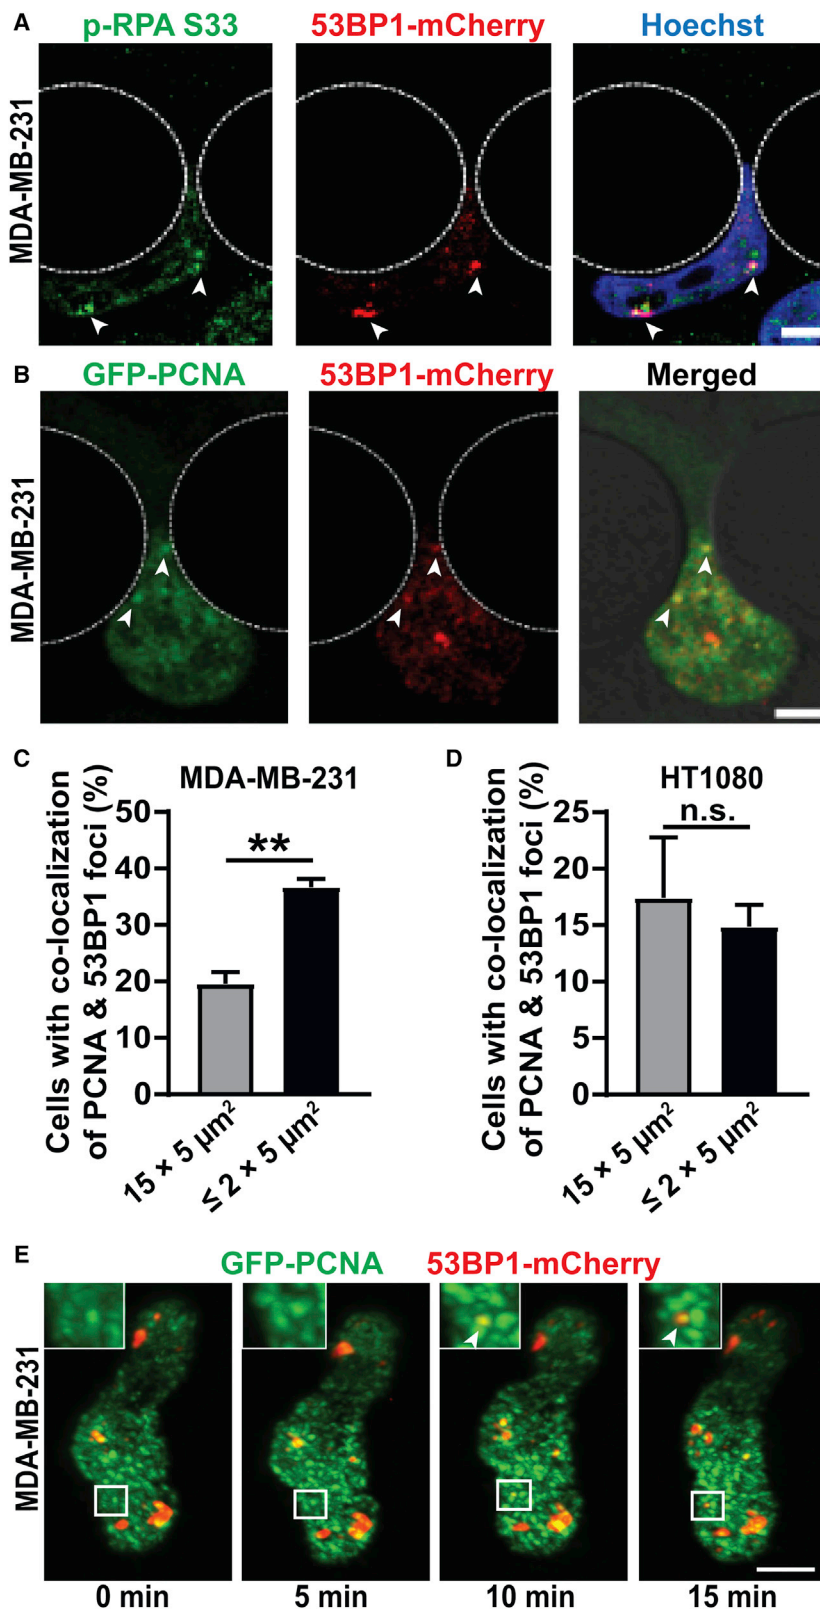 A p-RPA S33 53BP1-mCherry Hoechst
MDA-MB-231
B GFP-PCNA 53BP1-mCherry Merged
MDA-MB-231
C MDA-MB-231
Cells with co-localization
of PCNA & 53BP1 foci (%)
50
40
30
20
10
0
**
15 × 5 μm²
≤ 2 × 5 μm²
D HT1080
Cells with co-localization
of PCNA & 53BP1 foci (%)
25
20
15
10
5
0
n.s.
15 × 5 μm²
≤ 2 × 5 μm²
E GFP-PCNA 53BP1-mCherry
MDA-MB-231
0 min 5 min 10 min 15 min